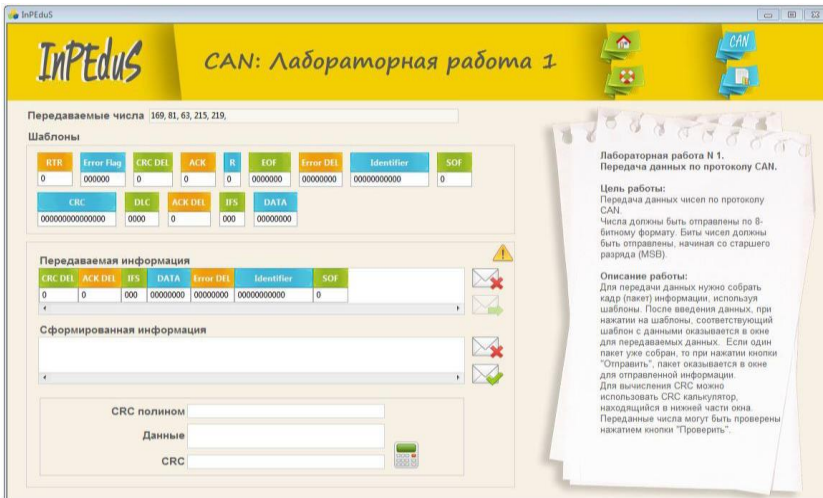 InPEduS
InPEduS
CAN: Лабораторная работа 1
CAN
Передаваемые числа 169, 81, 63, 215, 219,
Шаблоны
RTR Error Flag CRC DEL ACK R EOF Error DEL Identifier SOF
0 000000 0 0 0 0000000 00000000 00000000000 0
CRC DLC ACK DEL IFS DATA
000000000000000 0000 0 000 00000000
Передаваемая информация
CRC DEL ACK DEL IFS DATA Error DEL Identifier SOF
0 0 000 00000000 00000000 00000000000 0
Сформированная информация
CRC полином
Данные
CRC
Лабораторная работа N 1.
Передача данных по протоколу CAN.
Цель работы:
Передача данных чисел по протоколу
CAN.
Числа должны быть отправлены по 8-
битному формату. Биты чисел должны
быть отправлены, начиная со старшего
разряда (MSB).
Описание работы:
Для передачи данных нужно собрать
кадр (пакет) информации, используя
шаблоны. После введения данных, при
нажатии на шаблоны, соответствующий
шаблон с данными оказывается в окне
для передаваемых данных. Если один
пакет уже собран, то при нажатии кнопки
"Отправить", пакет оказывается в окне
для отправленной информации.
Для вычисления CRC можно
использовать CRC калькулятор,
находящийся в нижней части окна.
Переданные числа могут быть проверены
нажатием кнопки "Проверить".